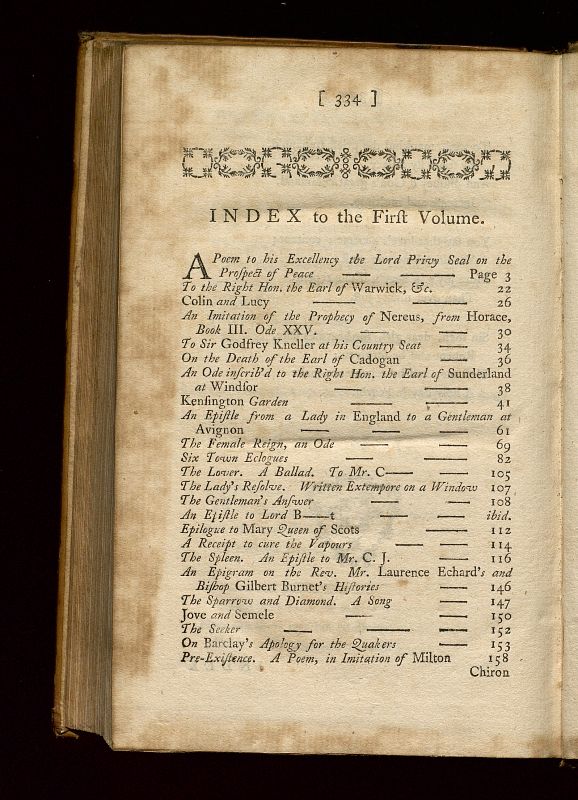 [ 334 ]
INDEX to the Firſt Volume.
A Poem to his Excellency the Lord Privy Seal on the
Proſpect of Peace — — Page 3
To the Right Hon. the Earl of Warwick, &c. 22
Colin and Lucy — — 26
An Imitation of the Prophecy of Nereus, from Horace,
Book III. Ode XXV. — — 30
To Sir Godfrey Kneller at his Country Seat — 34
On the Death of the Earl of Cadogan — 36
An Ode inſcrib'd to the Right Hon. the Earl of Sunderland
at Windſor — — 38
Kenſington Garden — — 41
An Epiſtle from a Lady in England to a Gentleman at
Avignon — — 61
The Female Reign, an Ode — — 69
Six Town Eclogues — — 82
The Lover. A Ballad. To Mr. C— — 105
The Lady's Reſolve. Written Extempore on a Window 107
The Gentleman's Anſwer — — 108
An Epiſtle to Lord B——t — ibid.
Epilogue to Mary Queen of Scots — 112
A Receipt to cure the Vapours — — 114
The Spleen. An Epiſtle to Mr. C. J. — 116
An Epigram on the Rev. Mr. Laurence Echard's and
Biſhop Gilbert Burnet's Hiſtories — 146
The Sparrow and Diamond. A Song — 147
Jove and Semele — — 150
The Seeker — — — 152
On Barclay's Apology for the Quakers — 153
Pre-Exiſtence. A Poem, in Imitation of Milton 158
Chiron